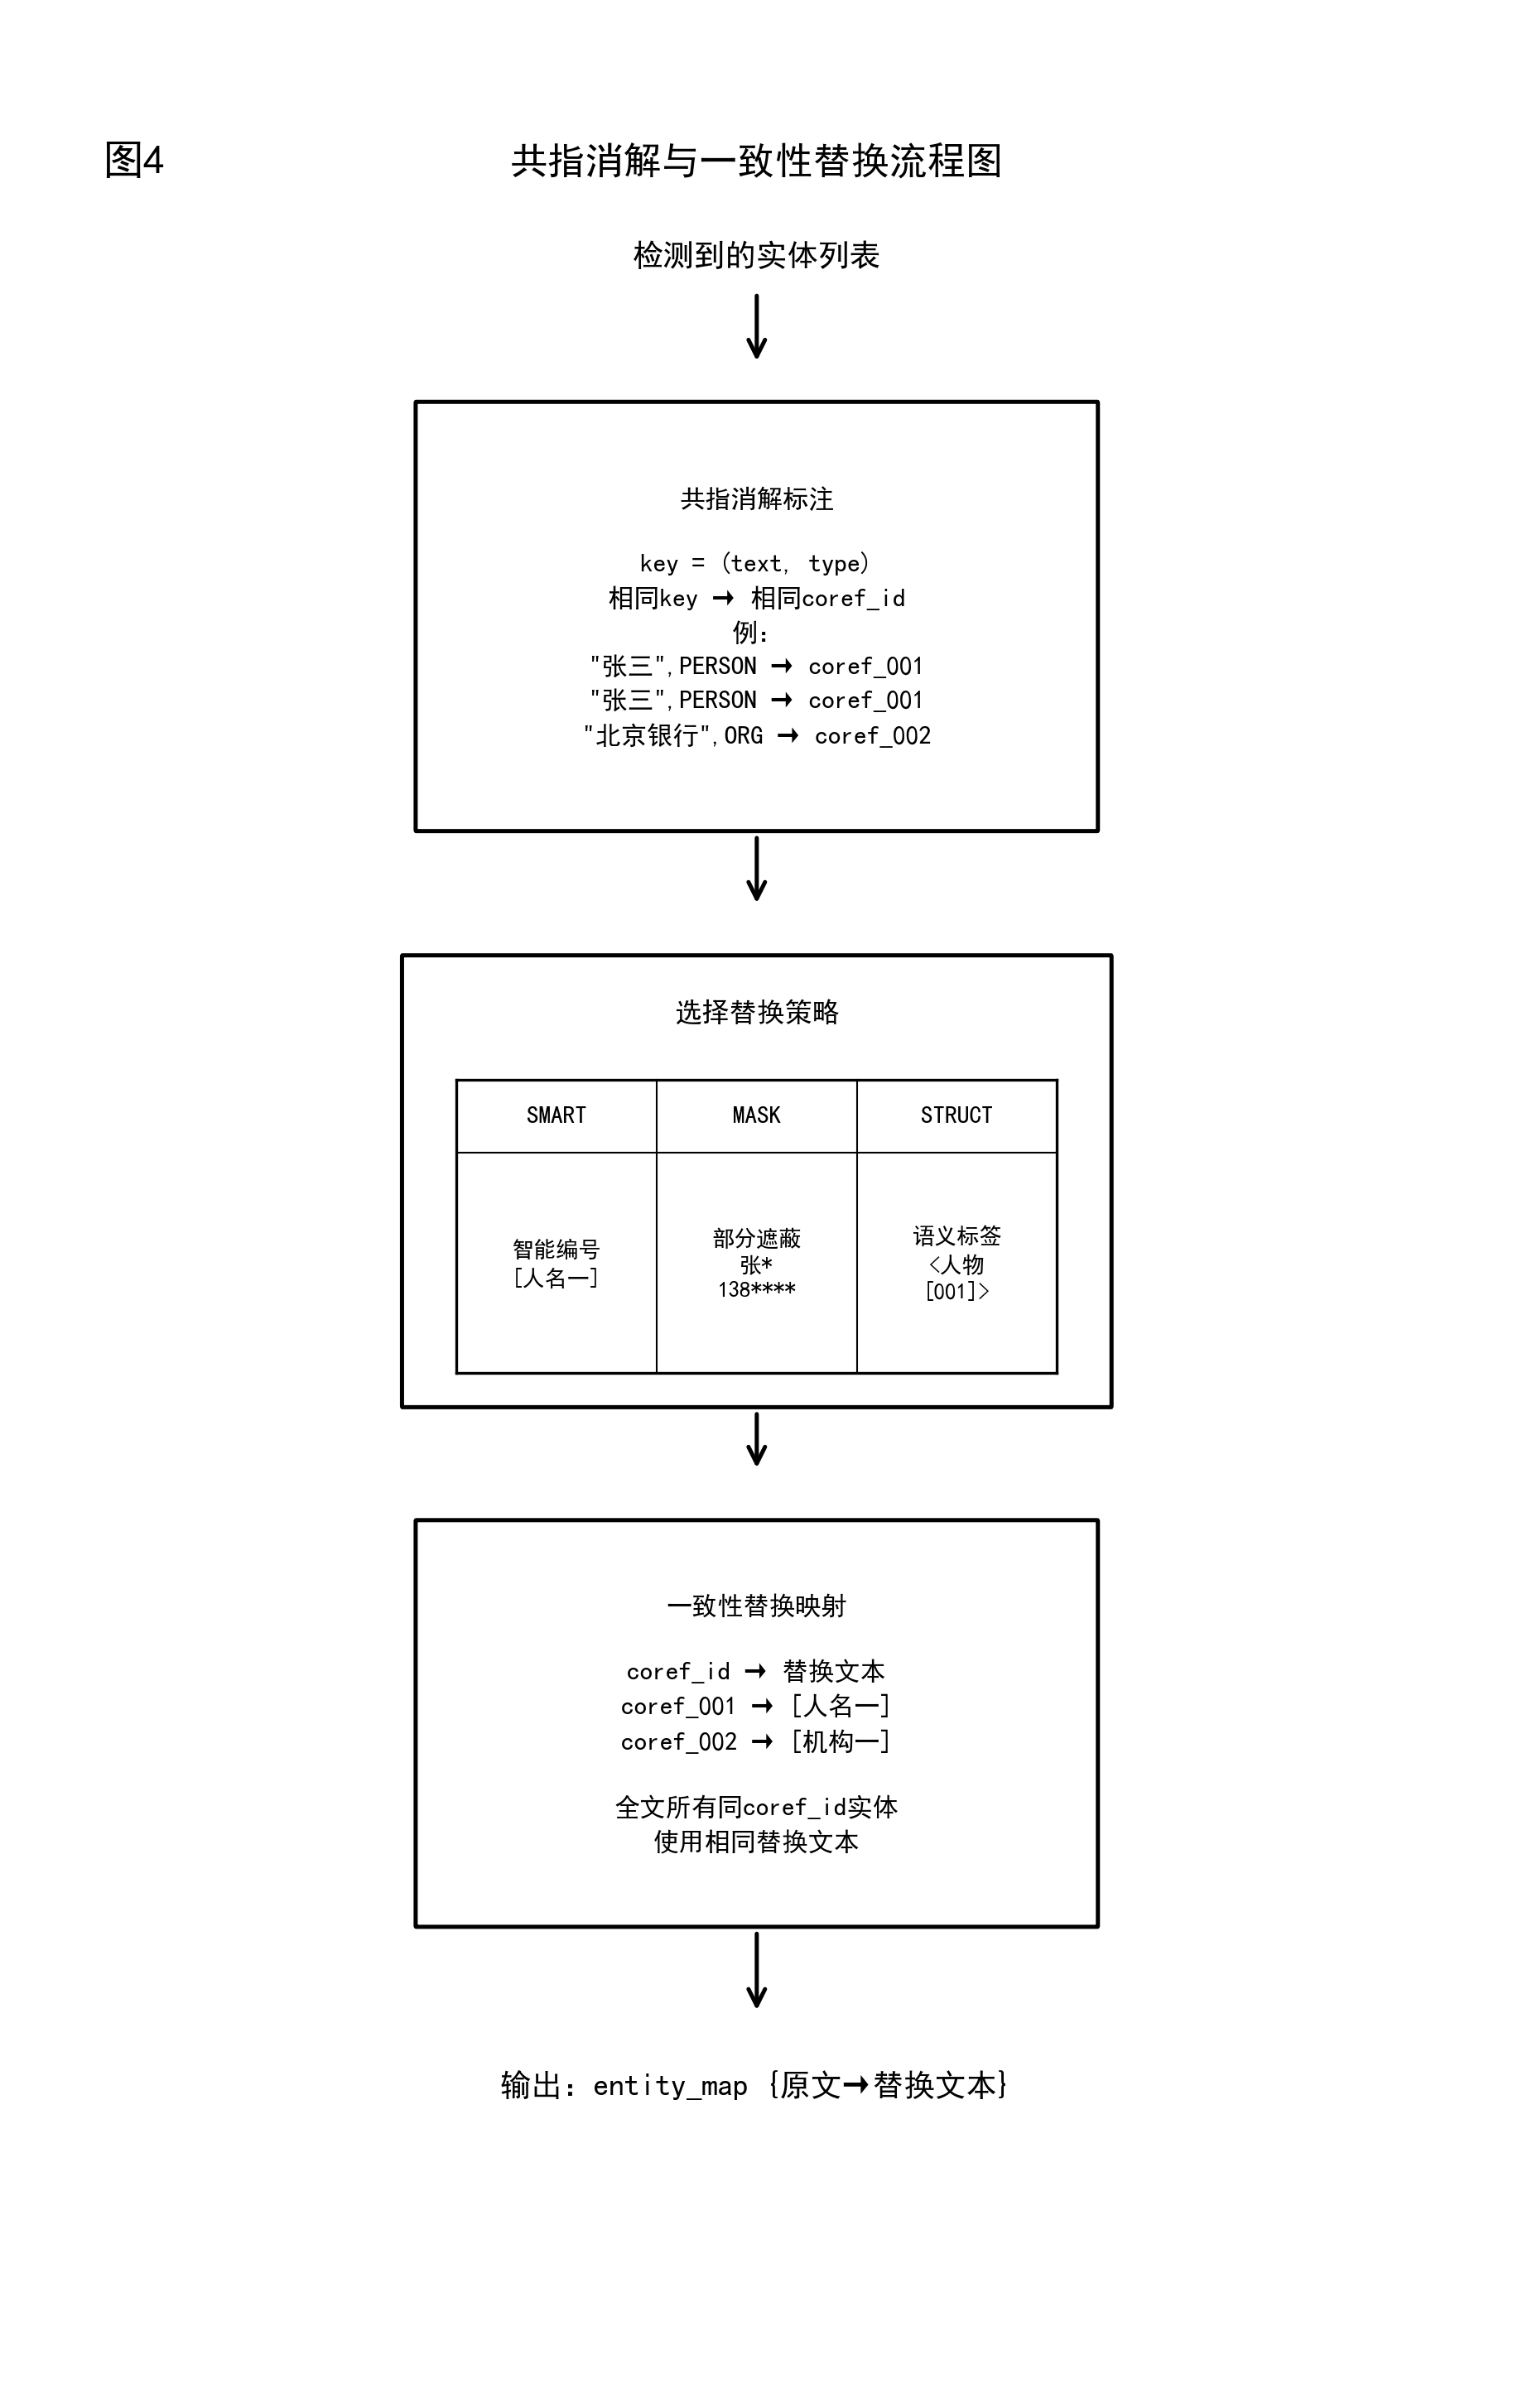 图4
共指消解与一致性替换流程图
检测到的实体列表
共指消解标注
key = (text, type)
相同key → 相同coref_id
例：
"张三",PERSON → coref_001
"张三",PERSON → coref_001
"北京银行",ORG → coref_002
选择替换策略
SMART
MASK
STRUCT
智能编号
[人名一]
部分遮蔽
张*
138****
语义标签
<人物
[001]>
一致性替换映射
coref_id → 替换文本
coref_001 → [人名一]
coref_002 → [机构一]
全文所有同coref_id实体
使用相同替换文本
输出：entity_map {原文→替换文本}